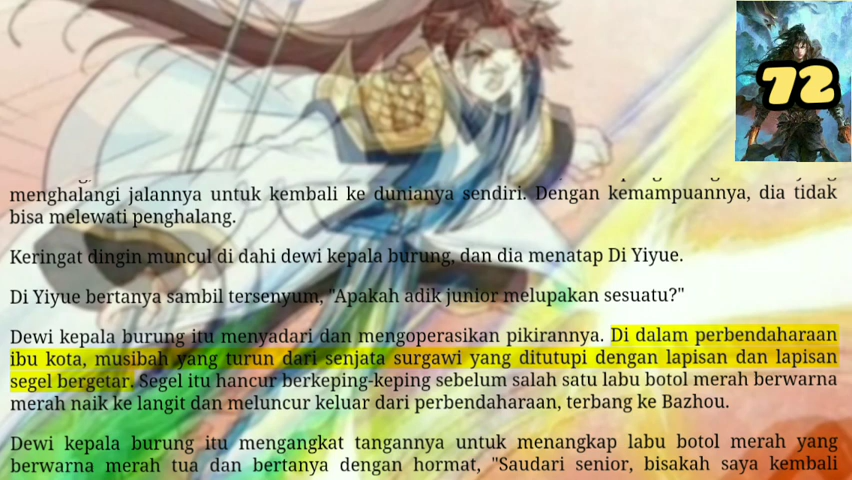 72
menghalangi jalannya untuk kembali ke dunianya sendiri. Dengan kemampuannya, dia tidak
bisa melewati penghalang.
Keringat dingin muncul di dahi dewi kepala burung, dan dia menatap Di Yiyue.
Di Yiyue bertanya sambil tersenyum, "Apakah adik junior melupakan sesuatu?"
Dewi kepala burung itu menyadari dan mengoperasikan pikirannya. Di dalam perbendaharaan
ibu kota, musibah yang turun dari senjata surgawi yang ditutupi dengan lapisan dan lapisan
segel bergetar. Segel itu hancur berkeping-keping sebelum salah satu labu botol merah berwarna
merah naik ke langit dan meluncur keluar dari perbendaharaan, terbang ke Bazhou.
Dewi kepala burung itu mengangkat tangannya untuk menangkap labu botol merah yang
berwarna merah tua dan bertanya dengan hormat, "Saudari senior, bisakah saya kembali